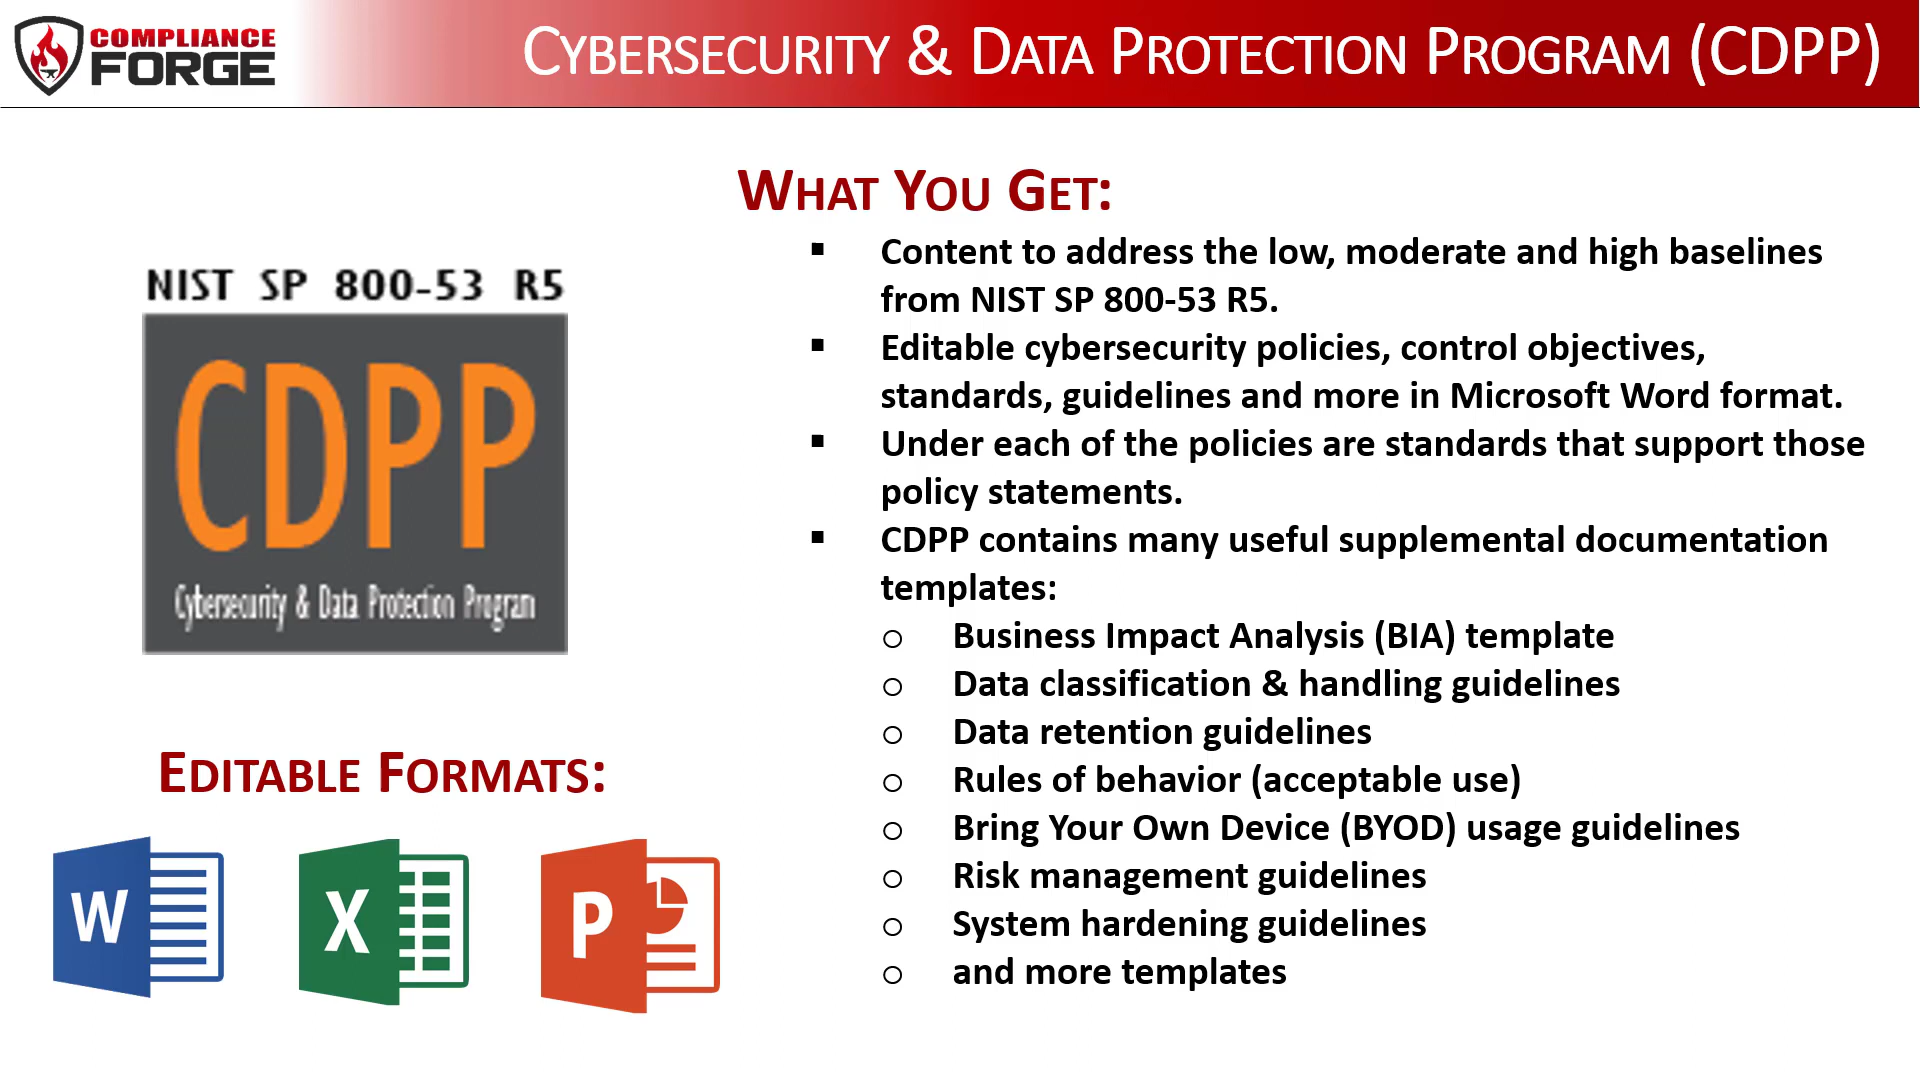 COMPLIANCE
FORGE
CYBERSECURITY & DATA PROTECTION PROGRAM (CDPP)
NIST SP 800-53 R5
CDPP
Cybersecurity & Data Protection Program
EDITABLE FORMATS:
W
X
P
WHAT YOU GET:
▪ Content to address the low, moderate and high baselines
from NIST SP 800-53 R5.
▪ Editable cybersecurity policies, control objectives,
standards, guidelines and more in Microsoft Word format.
▪ Under each of the policies are standards that support those
policy statements.
▪ CDPP contains many useful supplemental documentation
templates:
o Business Impact Analysis (BIA) template
o Data classification & handling guidelines
o Data retention guidelines
o Rules of behavior (acceptable use)
o Bring Your Own Device (BYOD) usage guidelines
o Risk management guidelines
o System hardening guidelines
o and more templates